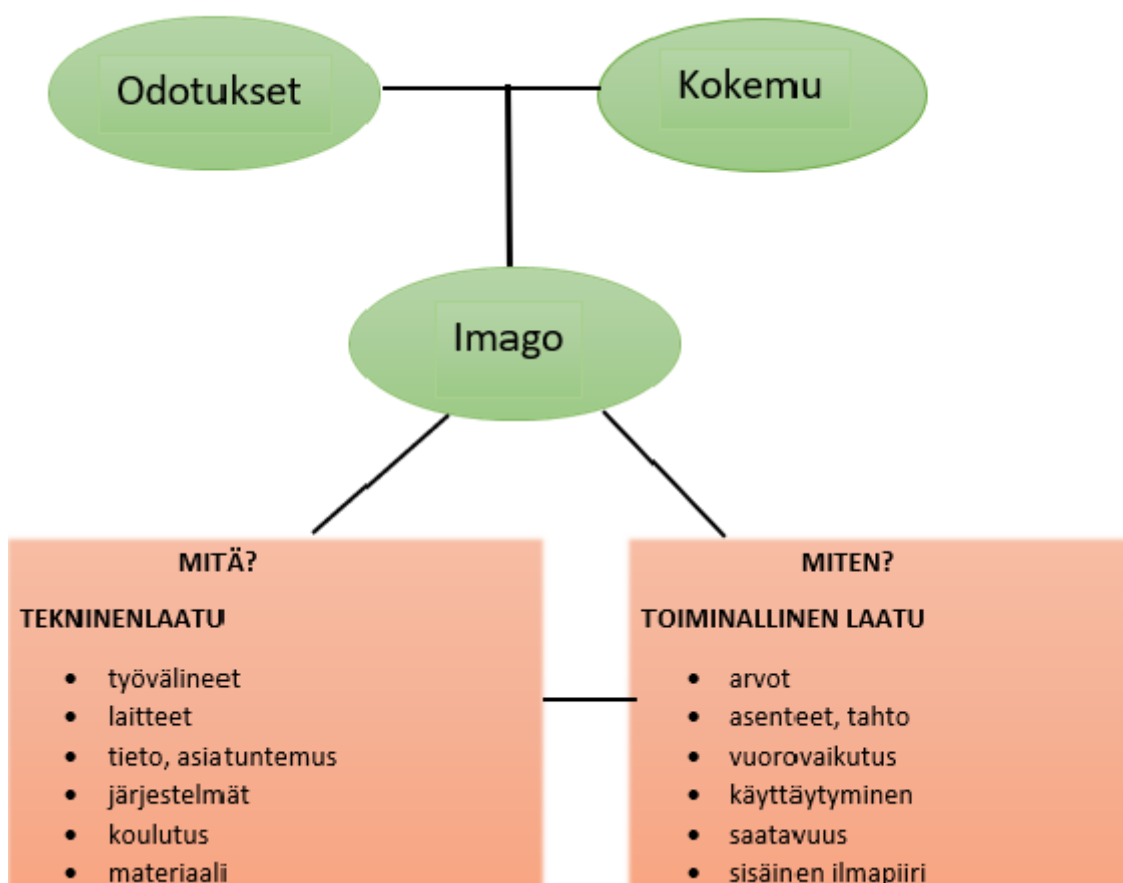 Odotukset
Kokemu
Imago
MITÄ?
TEKNINENLAATU
• työvälineet
• laitteet
• tieto, asiatuntemus
• järjestelmät
• koulutus
• materiaali
MITEN?
TOIMINALLINEN LAATU
• arvot
• asenteet, tahto
• vuorovaikutus
• käyttäytyminen
• saatavuus
• sisäinen ilmapiiri